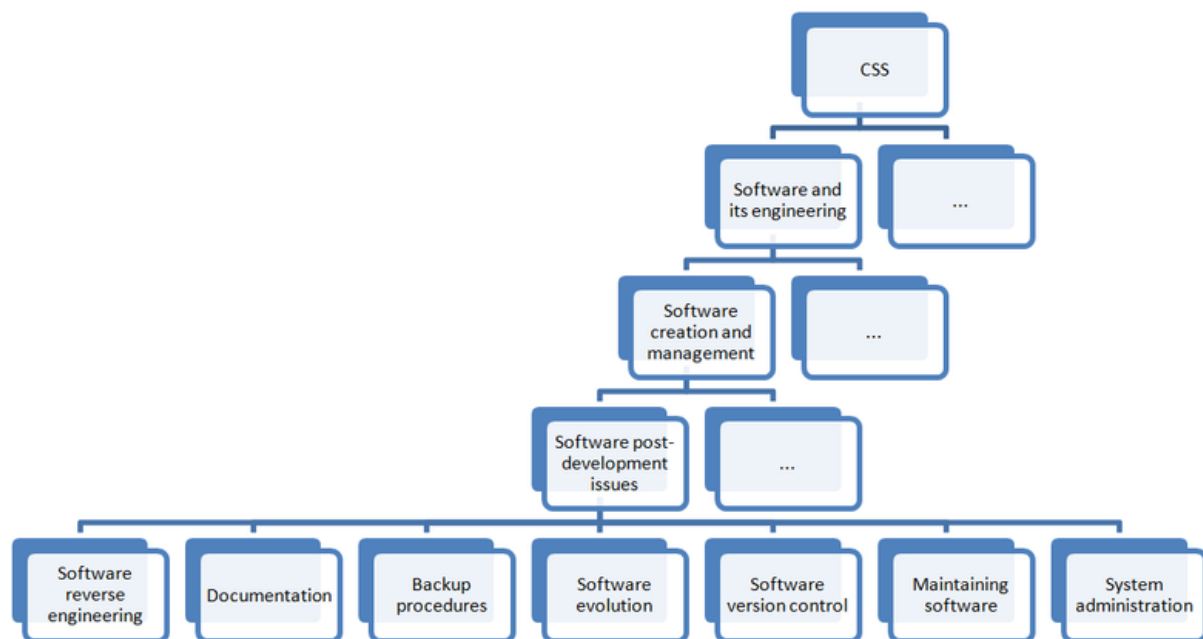 CSS
Software and
its engineering
...
Software
creation and
management
...
Software post-
development
issues
...
Software
reverse
engineering
Documentation
Backup
procedures
Software
evolution
Software
version control
Maintaining
software
System
administration